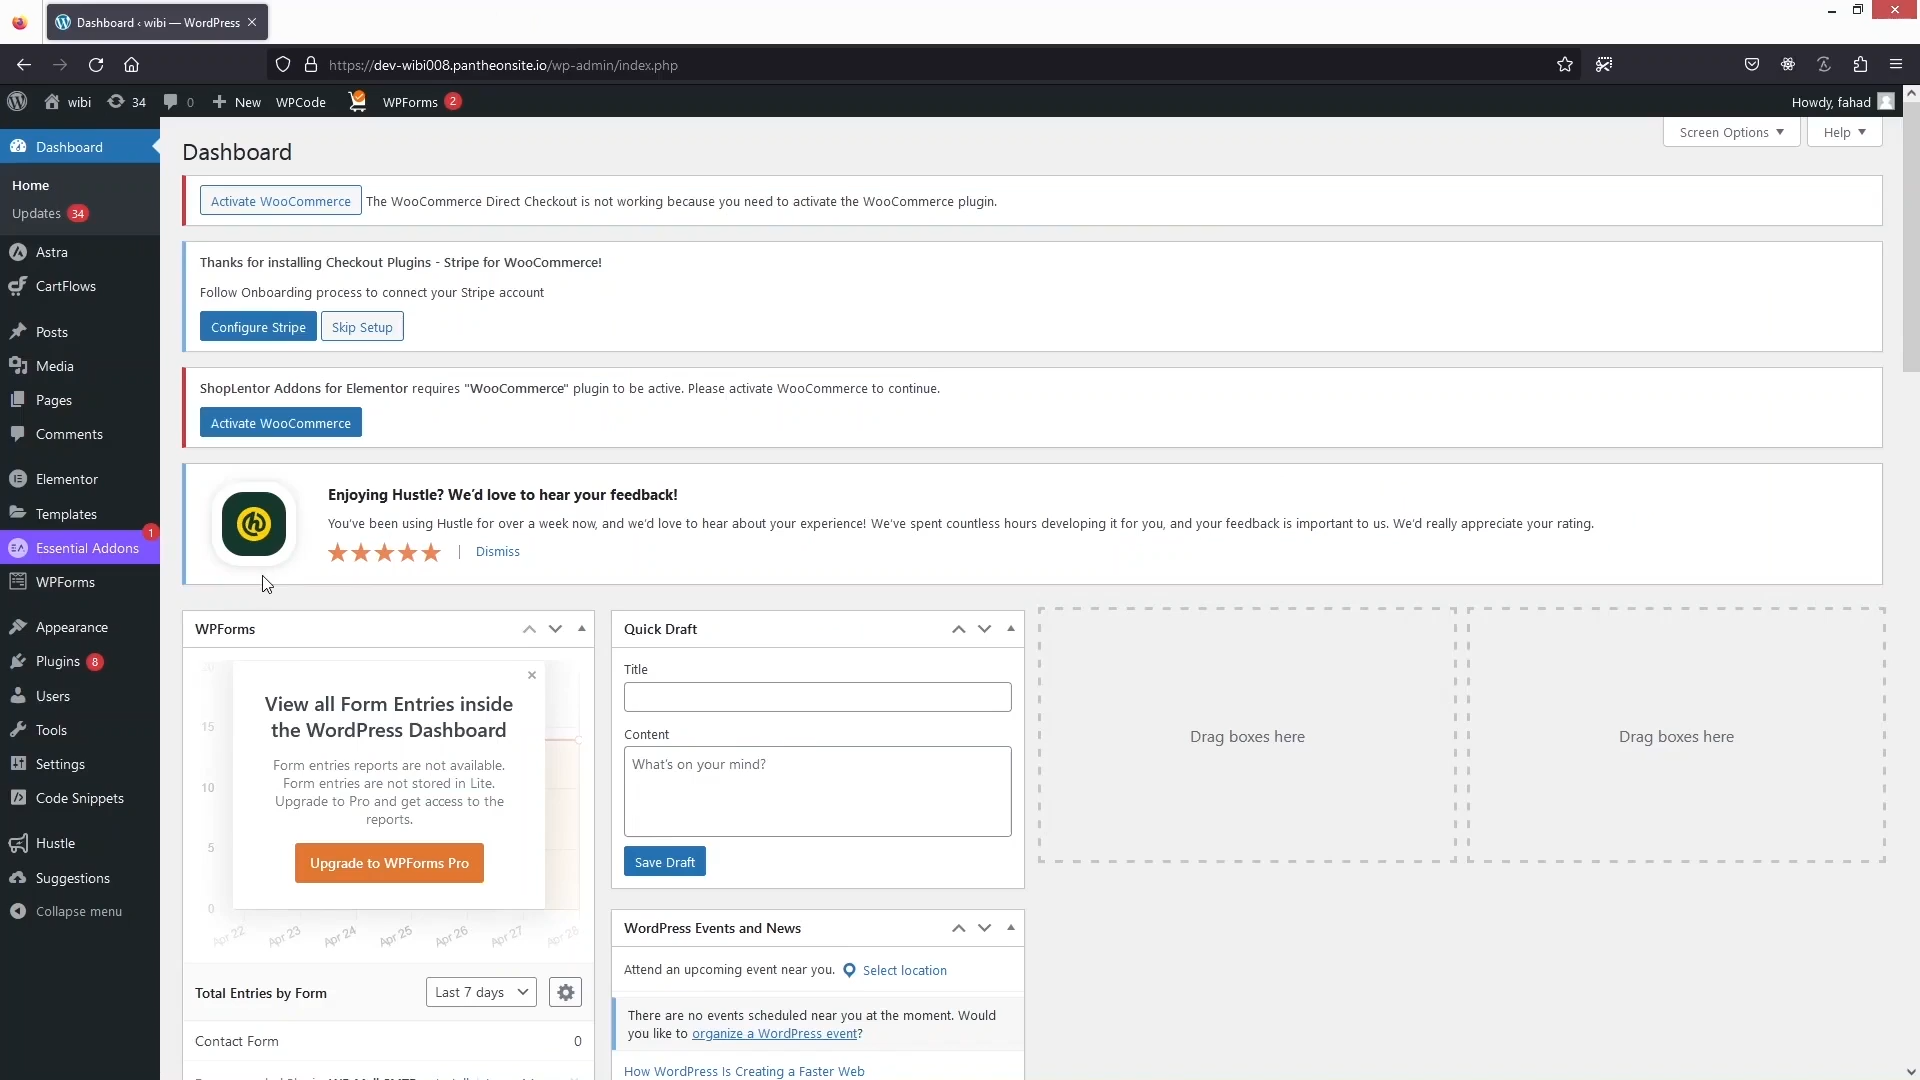 Dashboard ‹ wibi — WordPress
https://dev-wibi008.pantheonsite.io/wp-admin/index.php
wibi 34 0 New WPCode WPForms 2
Howdy, fahad
Screen Options
Help
Dashboard
Home
Updates 34
Astra
CartFlows
Posts
Media
Pages
Comments
Elementor
Templates
Essential Addons 1
WPForms
Appearance
Plugins 8
Users
Tools
Settings
Code Snippets
Hustle
Suggestions
Collapse menu
Dashboard
Activate WooCommerce The WooCommerce Direct Checkout is not working because you need to activate the WooCommerce plugin.
Thanks for installing Checkout Plugins - Stripe for WooCommerce!
Follow Onboarding process to connect your Stripe account
Configure Stripe Skip Setup
ShopLentor Addons for Elementor requires "WooCommerce" plugin to be active. Please activate WooCommerce to continue.
Activate WooCommerce
Enjoying Hustle? We'd love to hear your feedback!
You've been using Hustle for over a week now, and we'd love to hear about your experience! We've spent countless hours developing it for you, and your feedback is important to us. We'd really appreciate your rating.
| Dismiss
WPForms
20
15
10
5
0
View all Form Entries inside
the WordPress Dashboard
Form entries reports are not available.
Form entries are not stored in Lite.
Upgrade to Pro and get access to the
reports.
Upgrade to WPForms Pro
Apr 22 Apr 23 Apr 24 Apr 25 Apr 26 Apr 27 Apr 28
Total Entries by Form
Last 7 days
Contact Form 0
Quick Draft
Title
Content
What's on your mind?
Save Draft
WordPress Events and News
Attend an upcoming event near you. Select location
There are no events scheduled near you at the moment. Would
you like to organize a WordPress event?
How WordPress Is Creating a Faster Web
Drag boxes here
Drag boxes here